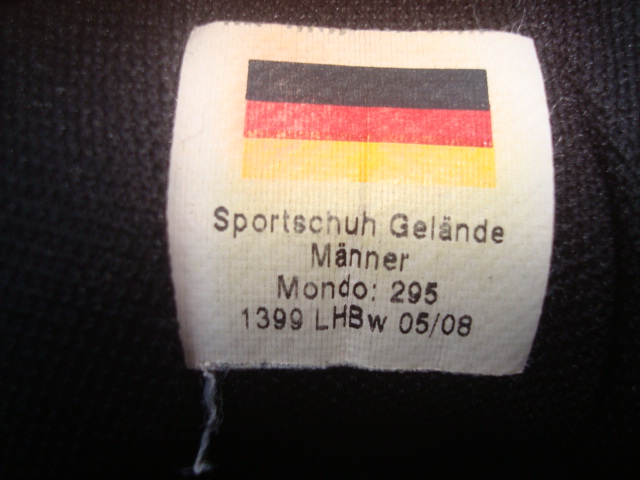 Sportschuh Gelände
Männer
Mondo: 295
1399 LHBw 05/08